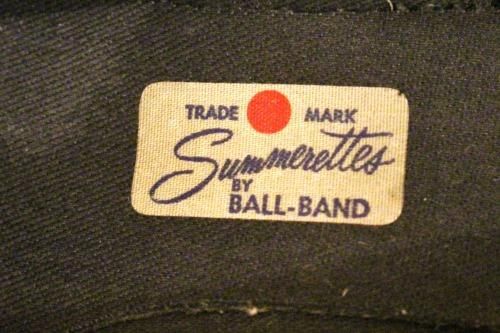 TRADE MARK
Summerettes
BY
BALL-BAND